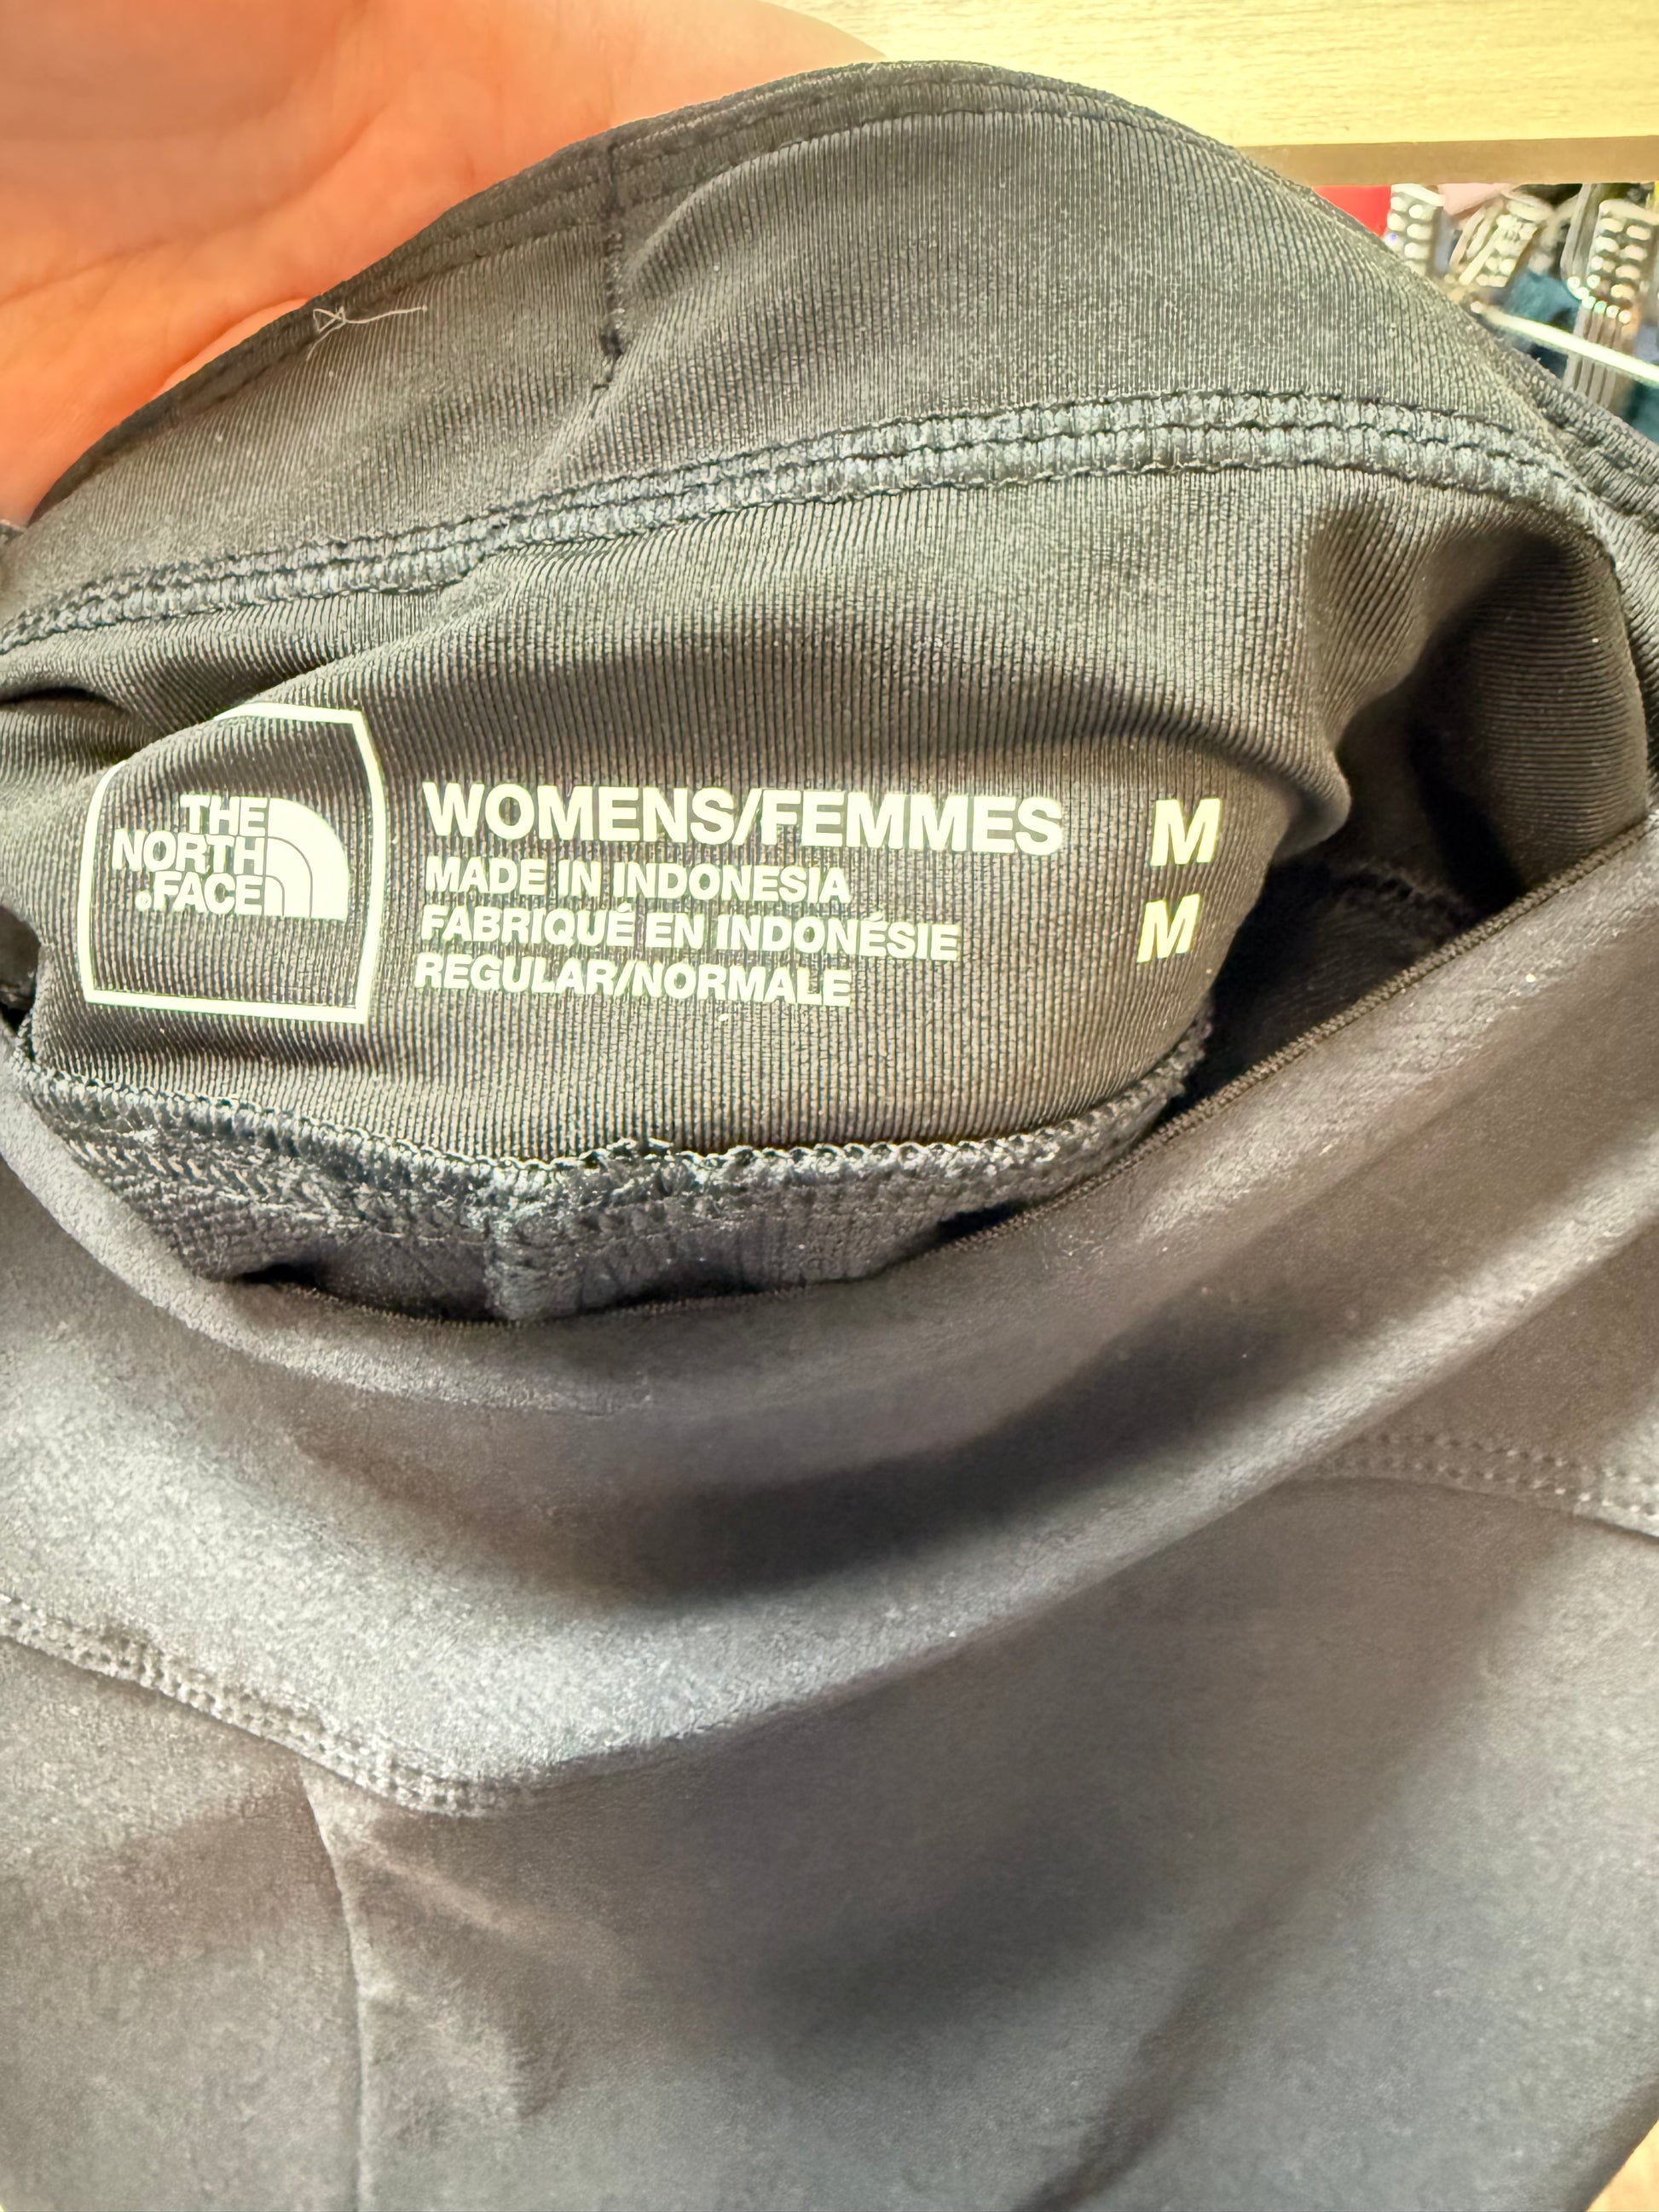 THE
NORTH
FACE
WOMENS/FEMMES
MADE IN INDONESIA
FABRIQUÉ EN INDONÉSIE
REGULAR/NORMALE
M
M